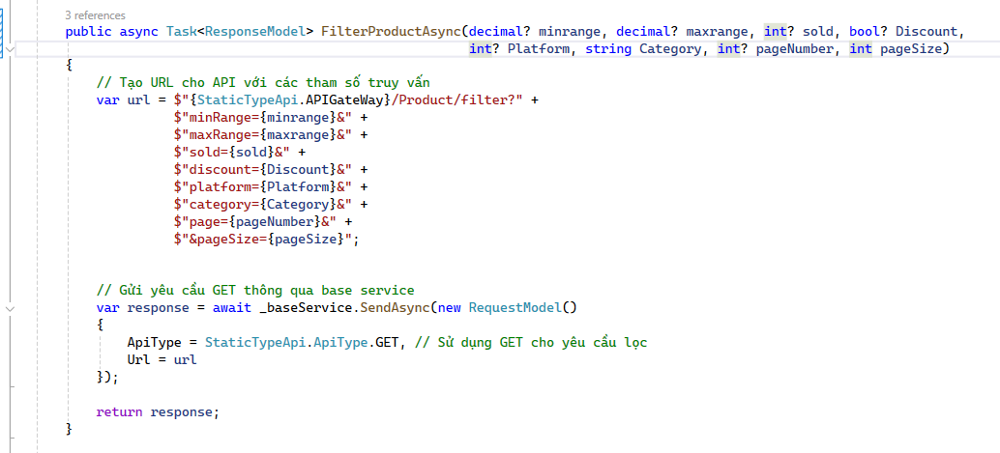 3 references
public async Task<ResponseModel> FilterProductAsync(decimal? minrange, decimal? maxrange, int? sold, bool? Discount,
int? Platform, string Category, int? pageNumber, int pageSize)
{
// Tạo URL cho API với các tham số truy vấn
var url = $"{StaticTypeApi.APIGateWay}/Product/filter?" +
$"minRange={minrange}&" +
$"maxRange={maxrange}&" +
$"sold={sold}&" +
$"discount={Discount}&" +
$"platform={Platform}&" +
$"category={Category}&" +
$"page={pageNumber}&" +
$"&pageSize={pageSize}";
// Gửi yêu cầu GET thông qua base service
var response = await _baseService.SendAsync(new RequestModel()
{
ApiType = StaticTypeApi.ApiType.GET, // Sử dụng GET cho yêu cầu lọc
Url = url
});
return response;
}